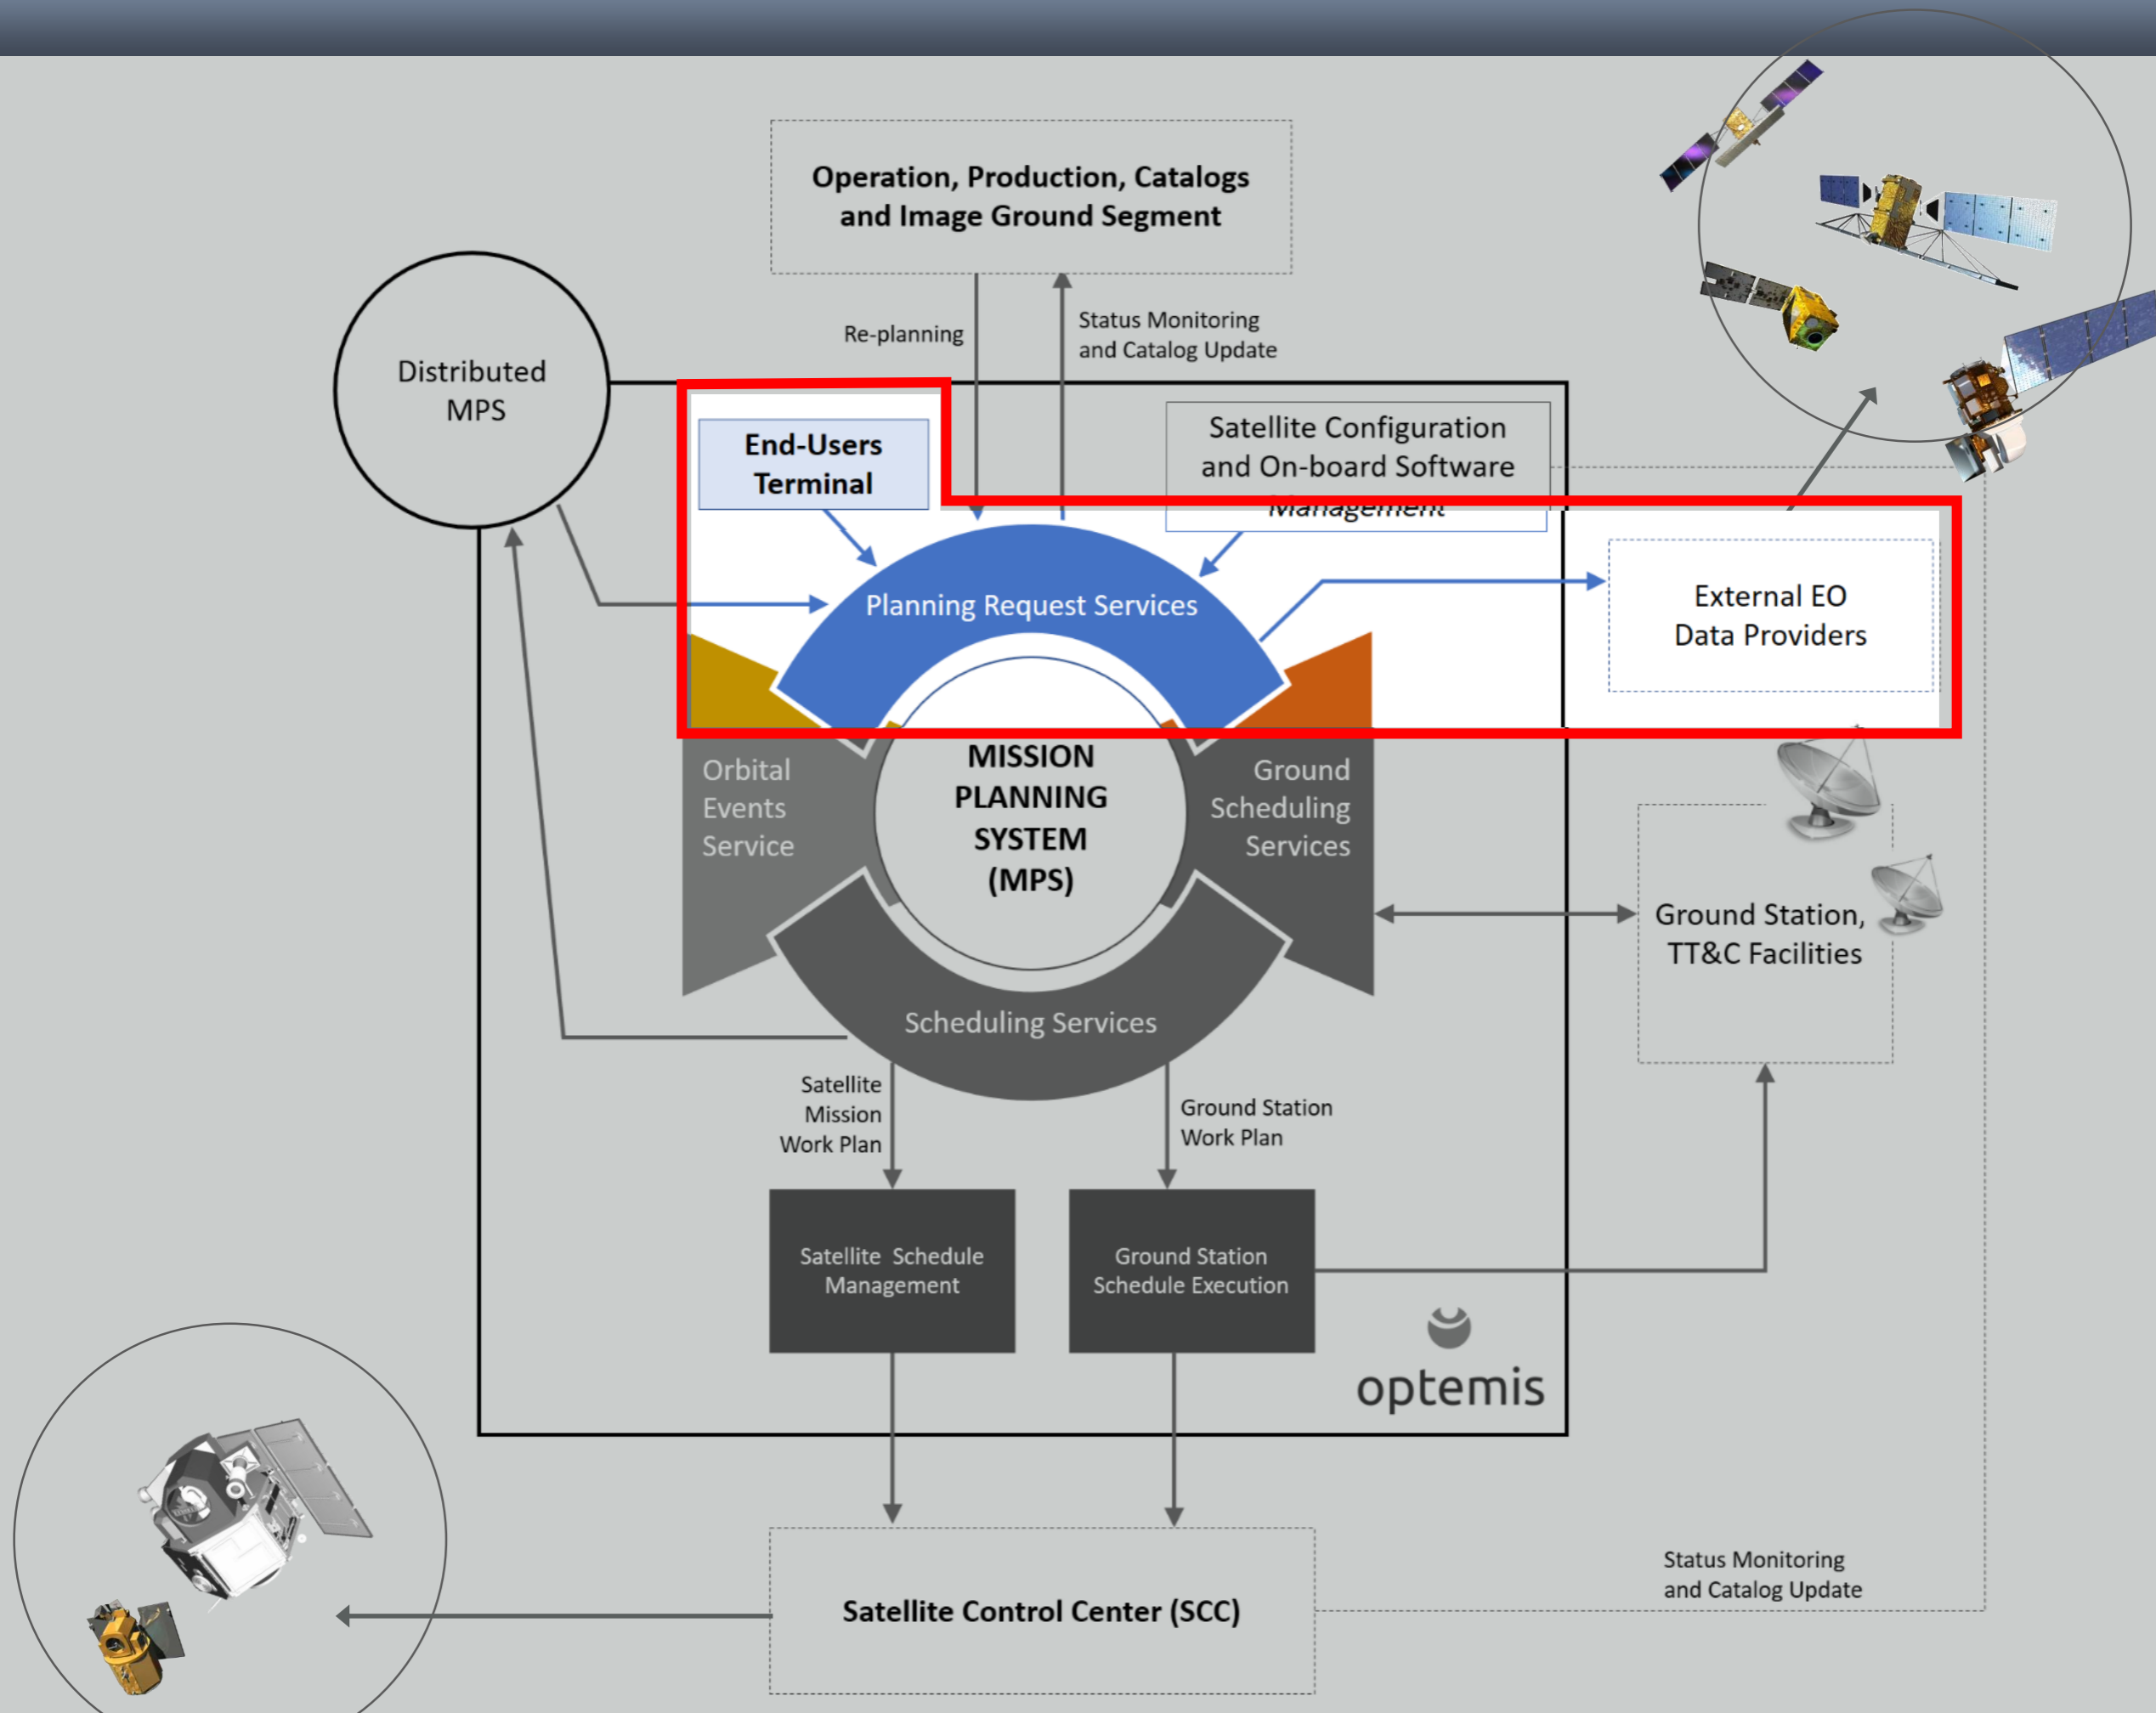 Operation, Production, Catalogs
and Image Ground Segment
Re-planning
Status Monitoring
and Catalog Update
Distributed
MPS
End-Users
Terminal
Satellite Configuration
and On-board Software
Management
Planning Request Services
External EO
Data Providers
Orbital
Events
Service
MISSION
PLANNING
SYSTEM
(MPS)
Ground
Scheduling
Services
Ground Station,
TT&C Facilities
Scheduling Services
Satellite
Mission
Work Plan
Ground Station
Work Plan
Satellite Schedule
Management
Ground Station
Schedule Execution
optemis
Satellite Control Center (SCC)
Status Monitoring
and Catalog Update